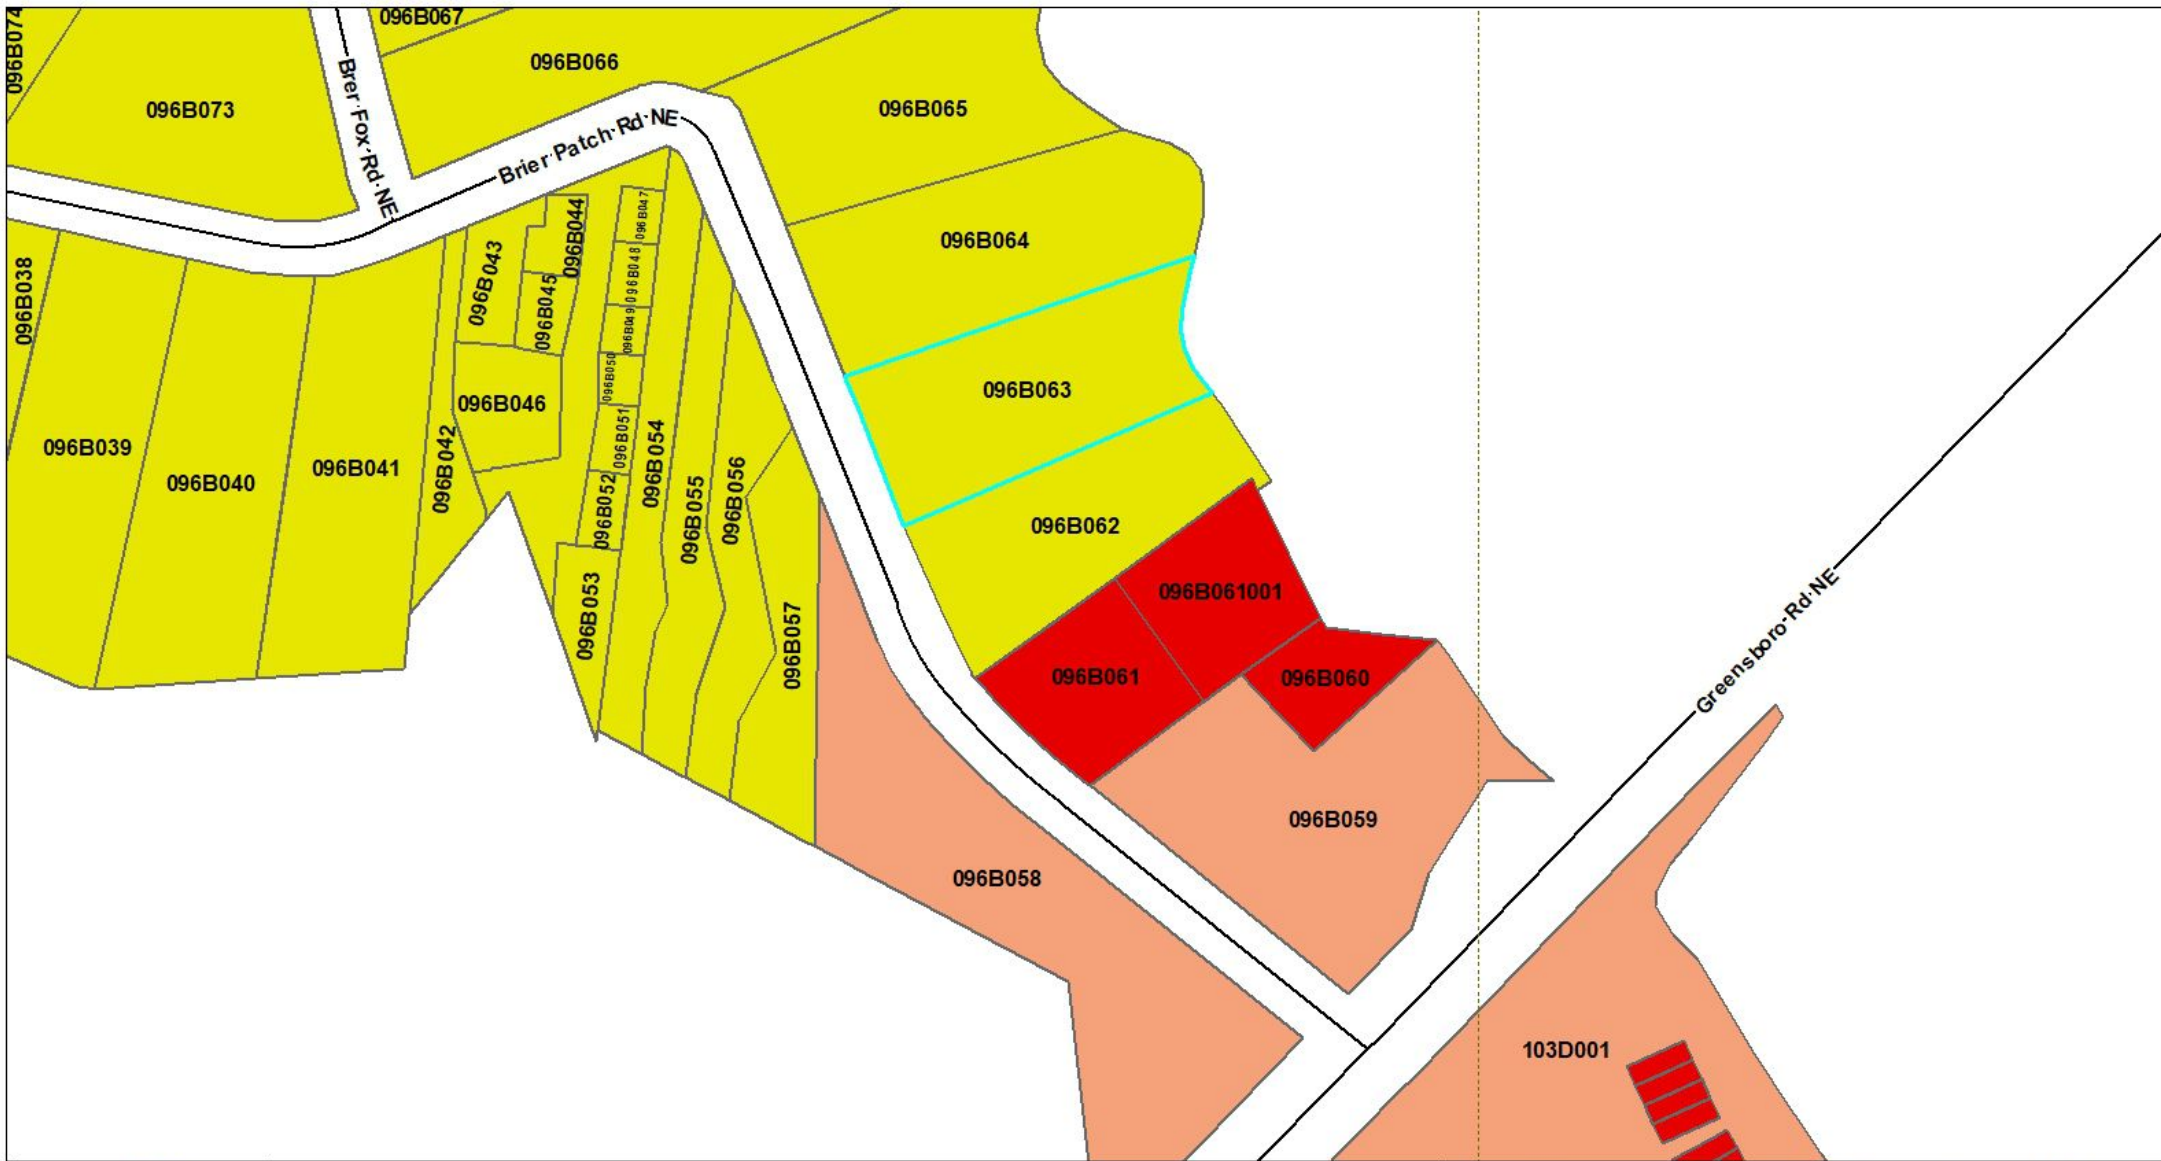 096B074
096B067
096B066
096B073
096B065
Brer Fox Rd NE
Brier Patch Rd NE
096B064
096B047
096B044
096B043
096B048
096B045
096B038
096B049
096B050
096B063
096B046
096B051
096B039
096B041
096B042
096B040
096B054
096B052
096B055
096B056
096B062
096B053
096B057
096B061001
096B061
096B060
Greensboro Rd NE
096B059
096B058
103D001